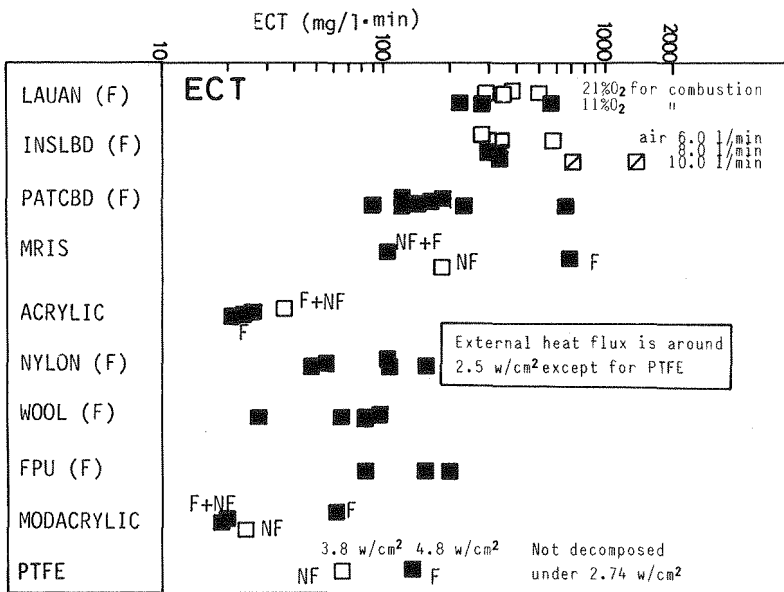 ECT (mg/l·min)
10 100 1000 2000
ECT
LAUAN (F) 21%O₂ for combustion
11%O₂ "
INSLBD (F) air 6.0 l/min
8.0 l/min
10.0 l/min
PATCBD (F)
MRIS NF+F
NF F
ACRYLIC F+NF
F
External heat flux is around
2.5 w/cm² except for PTFE
NYLON (F)
WOOL (F)
FPU (F)
F+NF F
MODACRYLIC NF
3.8 w/cm² 4.8 w/cm² Not decomposed
PTFE NF F under 2.74 w/cm²